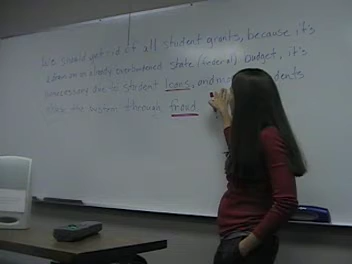 We should get rid of all student grants, because it's
a drain on an already overburdened state (federal) budget, it's
unnecessary due to student loans, and many students
abuse the system through fraud